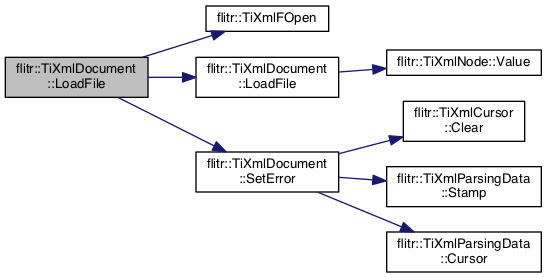 flitr::TiXmlFOpen
flitr::TiXmlDocument
::LoadFile
flitr::TiXmlDocument
::LoadFile
flitr::TiXmlNode::Value
flitr::TiXmlDocument
::SetError
flitr::TiXmlCursor
::Clear
flitr::TiXmlParsingData
::Stamp
flitr::TiXmlParsingData
::Cursor